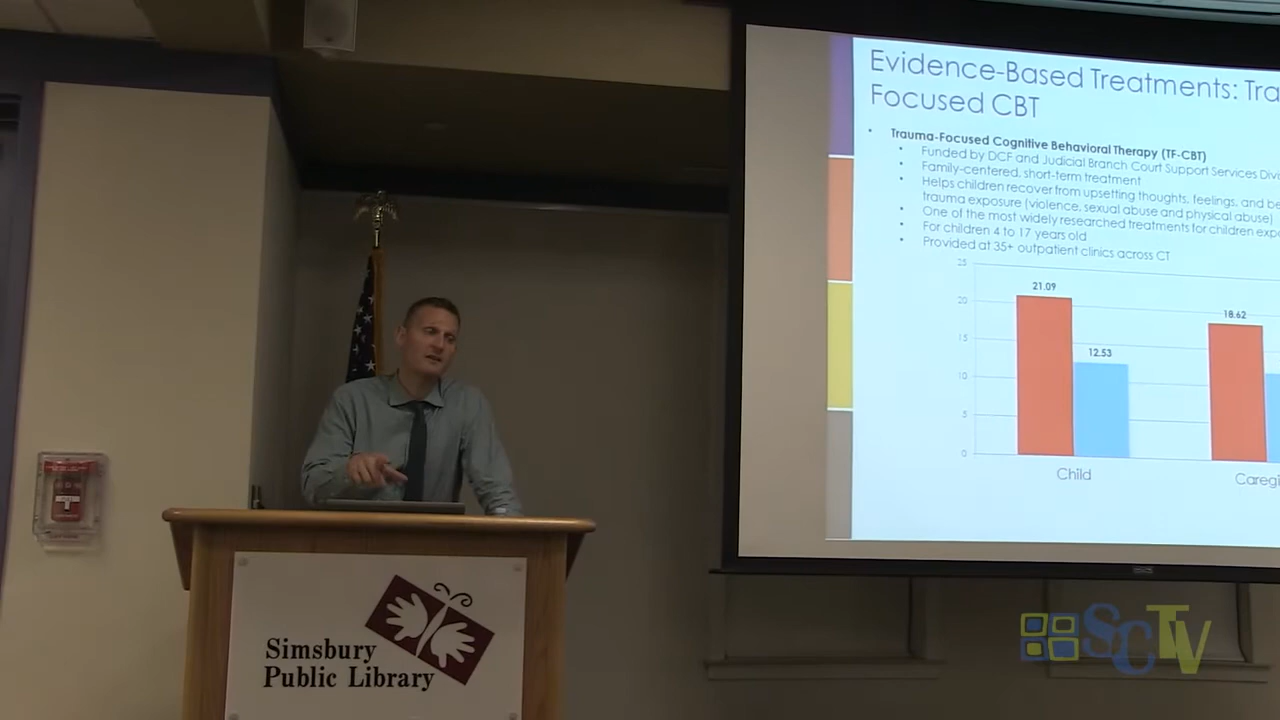 Evidence-Based Treatments: Tra
Focused CBT
• Trauma-Focused Cognitive Behavioral Therapy (TF-CBT)
• Funded by DCF and Judicial Branch Court Support Services Divi
• Family-centered, short-term treatment
• Helps children recover from upsetting thoughts, feelings, and be
trauma exposure (violence, sexual abuse and physical abuse)
• One of the most widely researched treatments for children expo
• For children 4 to 17 years old
• Provided at 35+ outpatient clinics across CT
25
20
15
10
5
0
21.09
12.53
18.62
Child
Caregi
Simsbury
Public Library
SCTV